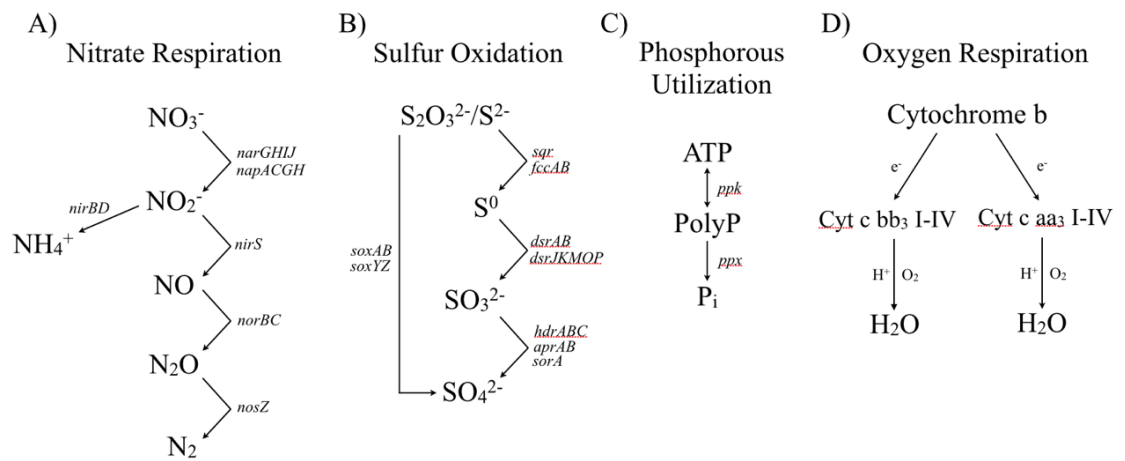 A)
Nitrate Respiration
NO₃⁻
narGHIJ
napACGH
NO₂⁻
nirBD
NH₄⁺
nirS
NO
norBC
N₂O
nosZ
N₂
B)
Sulfur Oxidation
S₂O₃²⁻/S²⁻
sqr
fccAB
S⁰
soxAB
soxYZ
dsrAB
dsrJKMOP
SO₃²⁻
hdrABC
aprAB
sorA
SO₄²⁻
C)
Phosphorous
Utilization
ATP
ppk
PolyP
ppx
Pᵢ
D)
Oxygen Respiration
Cytochrome b
e⁻
e⁻
Cyt c bb₃ I-IV
Cyt c aa₃ I-IV
H⁺ O₂
H⁺ O₂
H₂O
H₂O